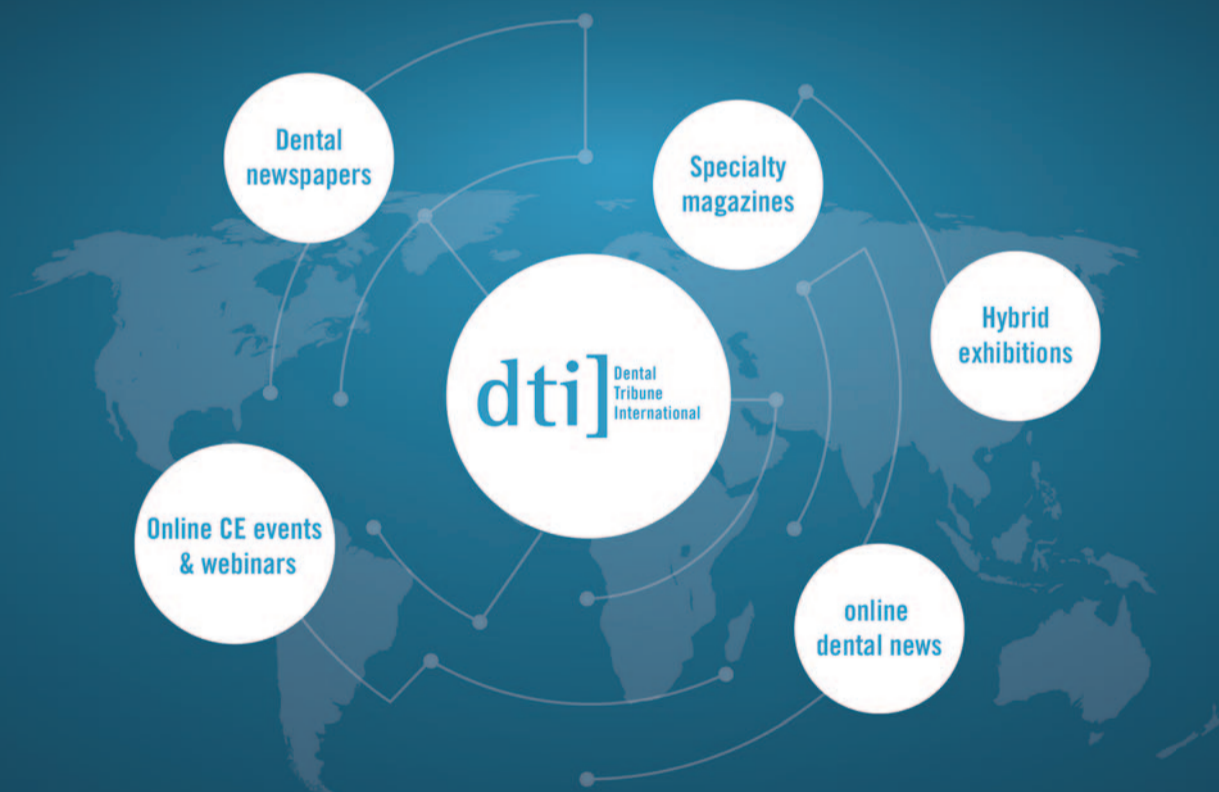 Dental
newspapers
Specialty
magazines
Hybrid
exhibitions
dti]
Dental
Tribune
International
Online CE events
& webinars
online
dental news